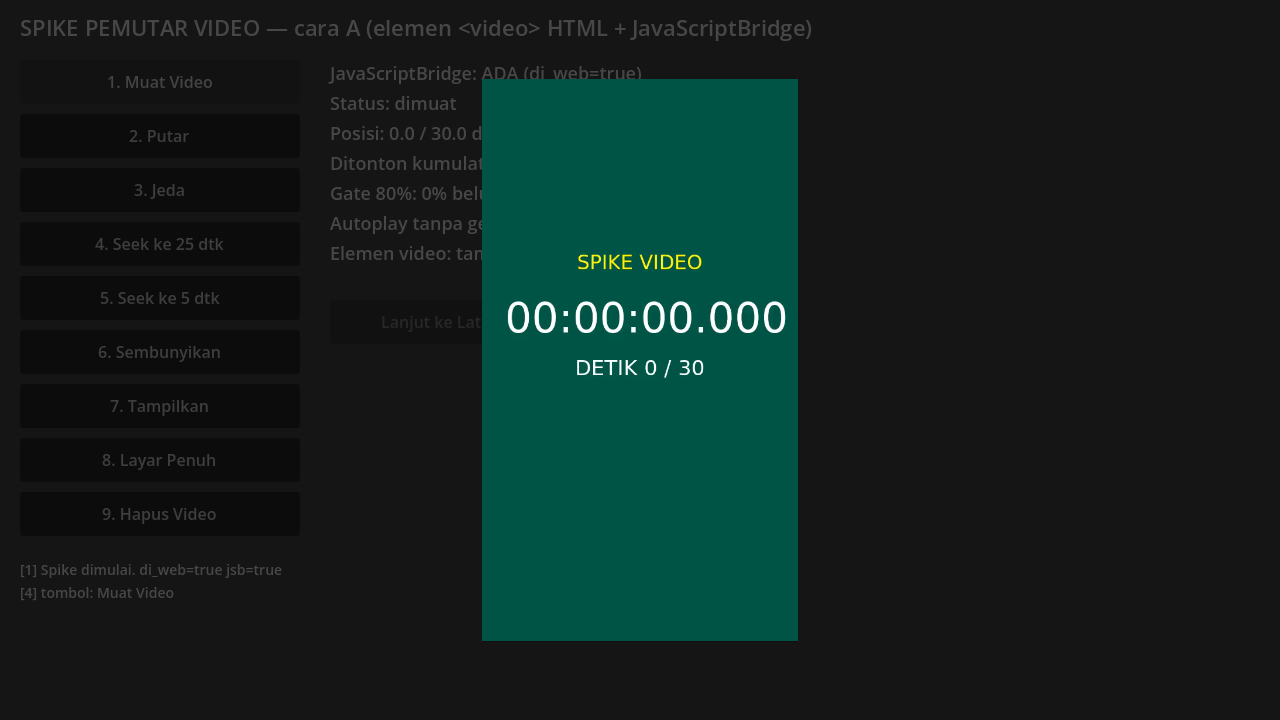 SPIKE PEMUTAR VIDEO — cara A (elemen <video> HTML + JavaScriptBridge)
1. Muat Video
2. Putar
3. Jeda
4. Seek ke 25 dtk
5. Seek ke 5 dtk
6. Sembunyikan
7. Tampilkan
8. Layar Penuh
9. Hapus Video
JavaScriptBridge: ADA (di_web=true)
Status: dimuat
Posisi: 0.0 / 30.0 d
Ditonton kumulat
Gate 80%: 0% bel
Autoplay tanpa ge
Elemen video: tam
Lanjut ke Lat
SPIKE VIDEO
00:00:00.000
DETIK 0 / 30
[1] Spike dimulai. di_web=true jsb=true
[4] tombol: Muat Video